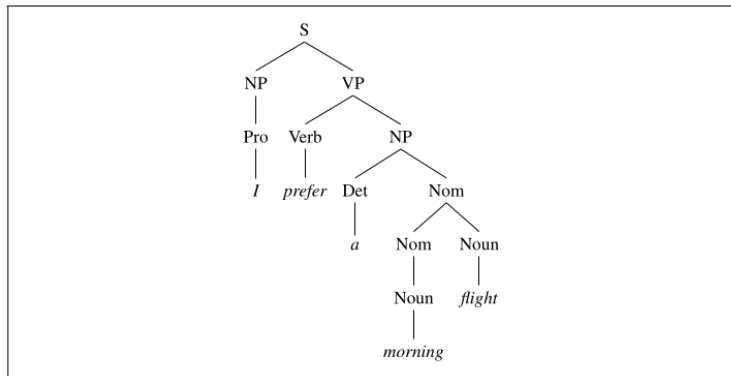 S
NP VP
Pro Verb NP
I prefer Det Nom
a Nom Noun
Noun flight
morning